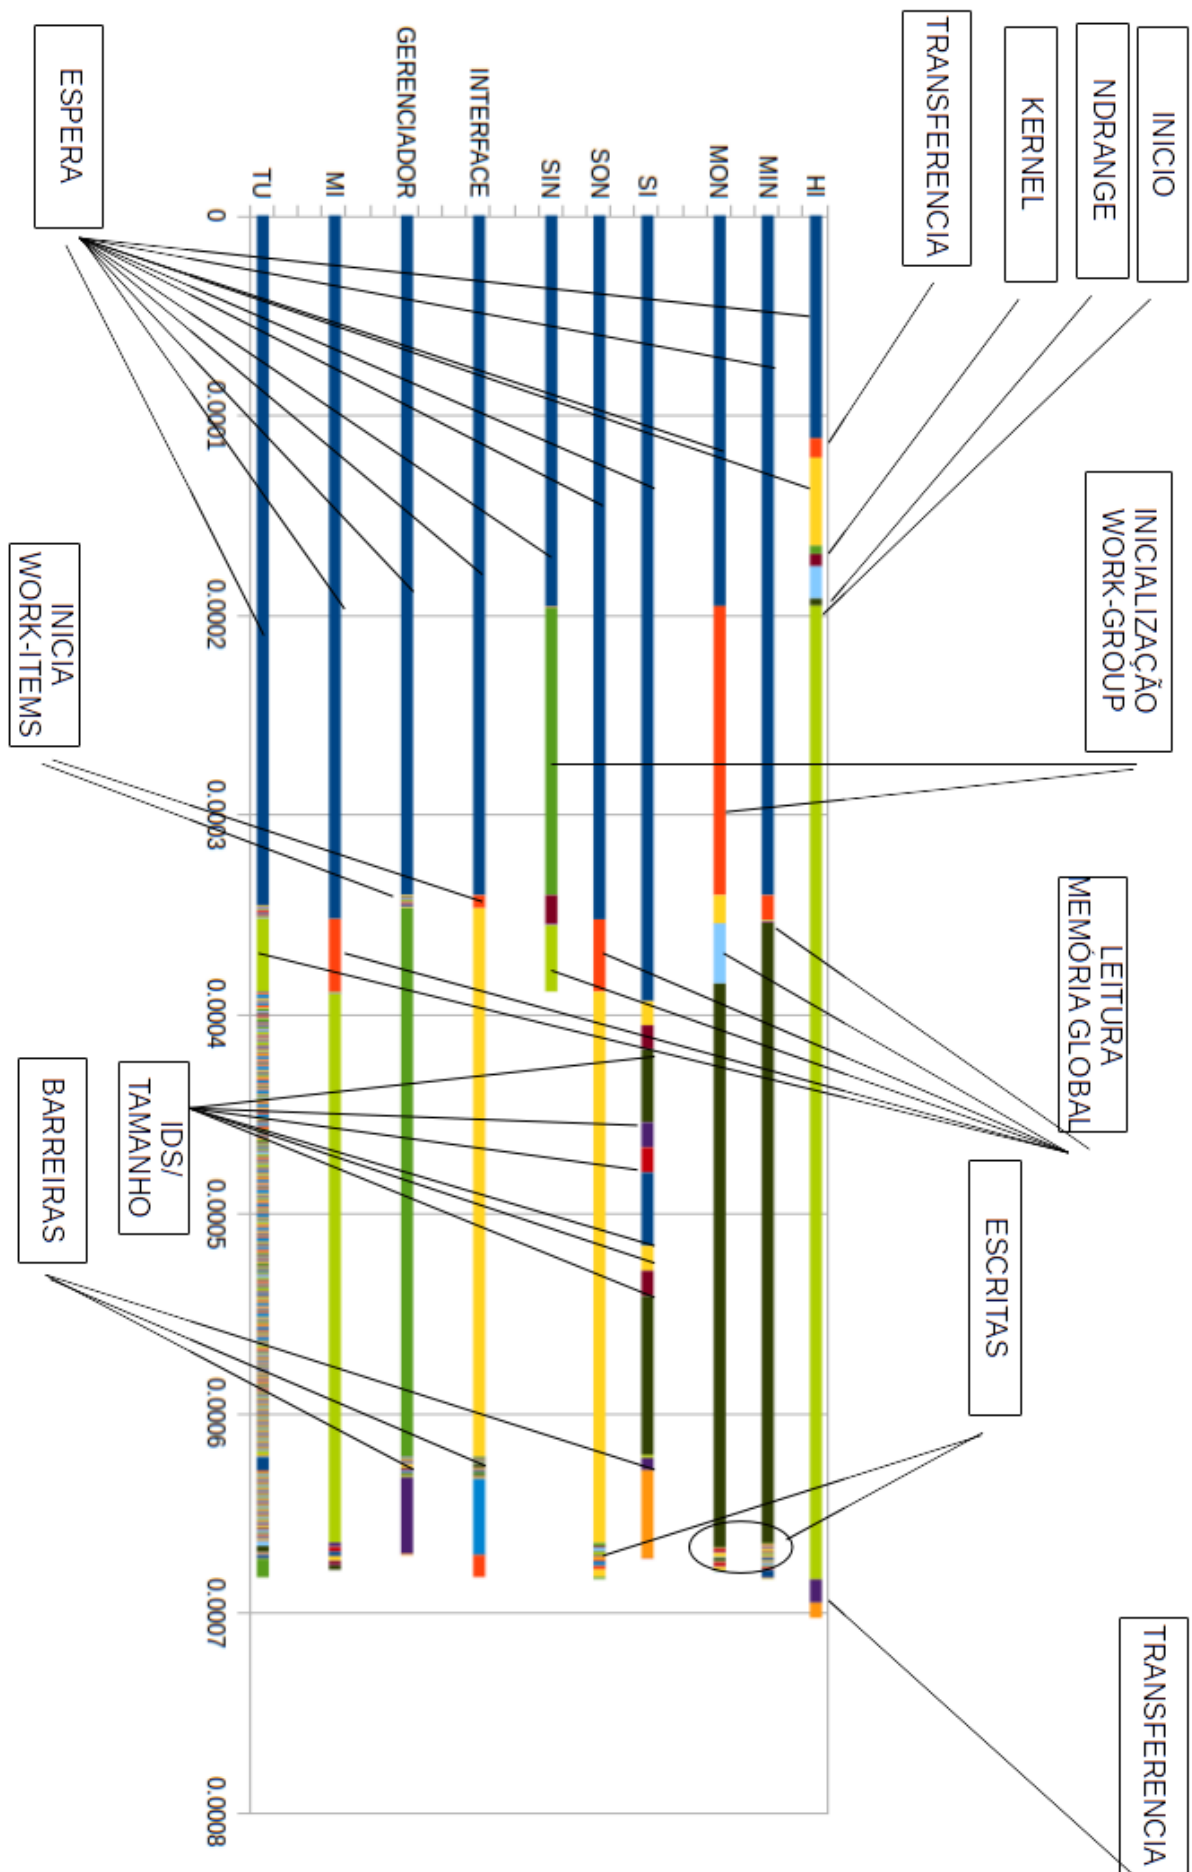 INICIO
NDRANGE
KERNEL
TRANSFERENCIA
INICIALIZAÇÃO
WORK-GROUP
LEITURA
MEMÓRIA GLOBAL
ESCRITAS
TRANSFERENCIA
HI
MIN
MON
SI
SON
SIN
INTERFACE
GERENCIADOR
MI
TU
0
0.0001
0.0002
0.0003
0.0004
0.0005
0.0006
0.0007
0.0008
ESPERA
INICIA
WORK-ITEMS
IDS/
TAMANHO
BARREIRAS